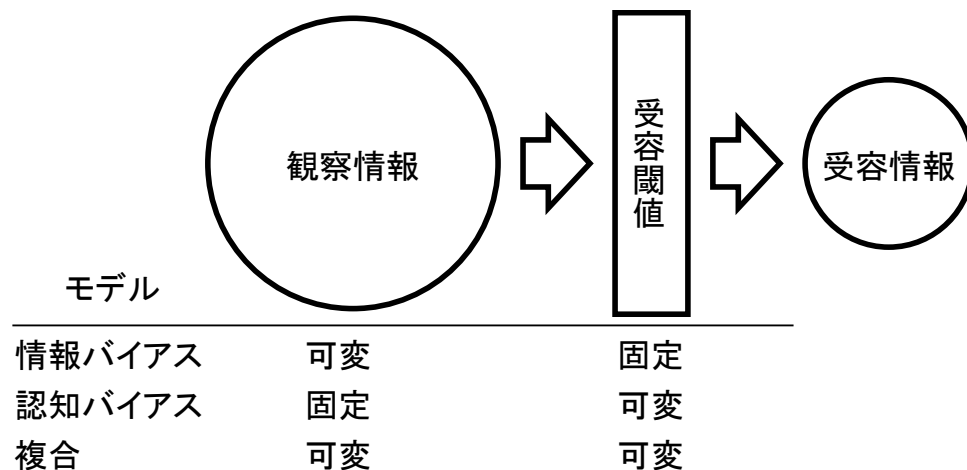 観察情報
受容閾値
受容情報
モデル
情報バイアス 可変 固定
認知バイアス 固定 可変
複合 可変 可変